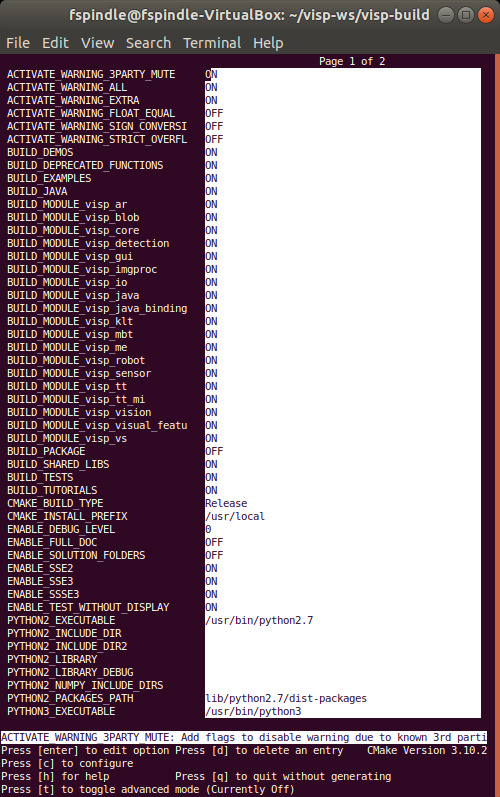 fspindle@fspindle-VirtualBox: ~/visp-ws/visp-build
File Edit View Search Terminal Help
Page 1 of 2
ACTIVATE_WARNING_3PARTY_MUTE ON
ACTIVATE_WARNING_ALL ON
ACTIVATE_WARNING_EXTRA ON
ACTIVATE_WARNING_FLOAT_EQUAL OFF
ACTIVATE_WARNING_SIGN_CONVERSI OFF
ACTIVATE_WARNING_STRICT_OVERFL OFF
BUILD_DEMOS ON
BUILD_DEPRECATED_FUNCTIONS ON
BUILD_EXAMPLES ON
BUILD_JAVA ON
BUILD_MODULE_visp_ar ON
BUILD_MODULE_visp_blob ON
BUILD_MODULE_visp_core ON
BUILD_MODULE_visp_detection ON
BUILD_MODULE_visp_gui ON
BUILD_MODULE_visp_imgproc ON
BUILD_MODULE_visp_io ON
BUILD_MODULE_visp_java ON
BUILD_MODULE_visp_java_binding ON
BUILD_MODULE_visp_klt ON
BUILD_MODULE_visp_mbt ON
BUILD_MODULE_visp_me ON
BUILD_MODULE_visp_robot ON
BUILD_MODULE_visp_sensor ON
BUILD_MODULE_visp_tt ON
BUILD_MODULE_visp_tt_mi ON
BUILD_MODULE_visp_vision ON
BUILD_MODULE_visp_visual_featu ON
BUILD_MODULE_visp_vs ON
BUILD_PACKAGE OFF
BUILD_SHARED_LIBS ON
BUILD_TESTS ON
BUILD_TUTORIALS ON
CMAKE_BUILD_TYPE Release
CMAKE_INSTALL_PREFIX /usr/local
ENABLE_DEBUG_LEVEL 0
ENABLE_FULL_DOC OFF
ENABLE_SOLUTION_FOLDERS OFF
ENABLE_SSE2 ON
ENABLE_SSE3 ON
ENABLE_SSSE3 ON
ENABLE_TEST_WITHOUT_DISPLAY ON
PYTHON2_EXECUTABLE /usr/bin/python2.7
PYTHON2_INCLUDE_DIR
PYTHON2_INCLUDE_DIR2
PYTHON2_LIBRARY
PYTHON2_LIBRARY_DEBUG
PYTHON2_NUMPY_INCLUDE_DIRS
PYTHON2_PACKAGES_PATH lib/python2.7/dist-packages
PYTHON3_EXECUTABLE /usr/bin/python3
ACTIVATE_WARNING_3PARTY_MUTE: Add flags to disable warning due to known 3rd parti
Press [enter] to edit option Press [d] to delete an entry CMake Version 3.10.2
Press [c] to configure
Press [h] for help Press [q] to quit without generating
Press [t] to toggle advanced mode (Currently Off)